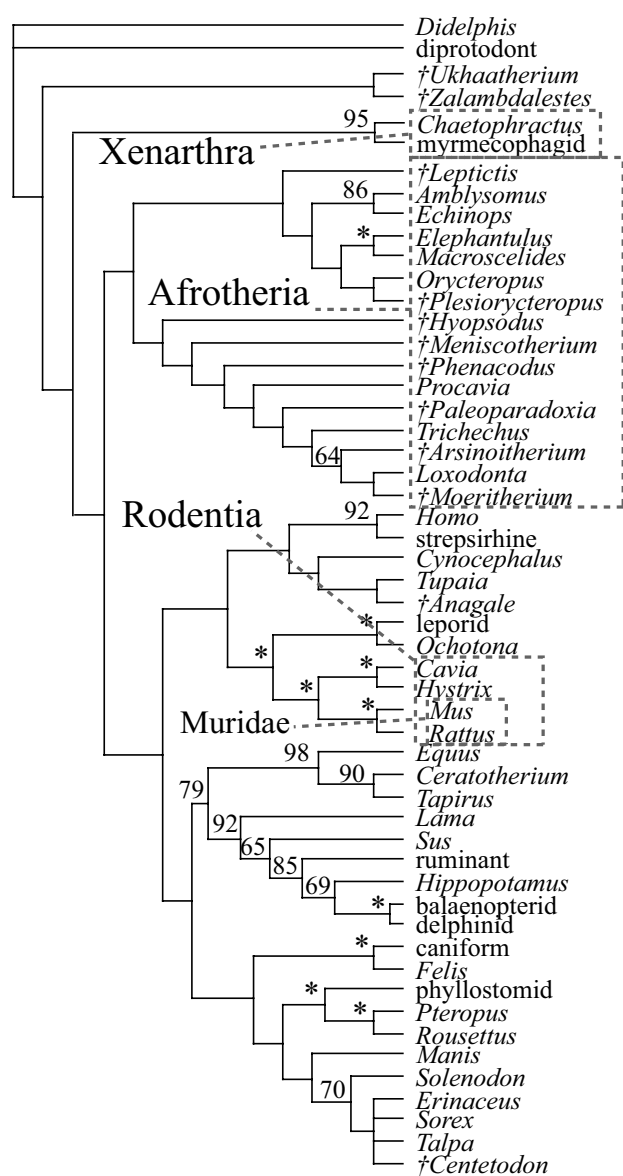 Didelphis
diprotodont
†Ukhaatherium
†Zalambdalestes
95
Chaetophractus
Xenarthra
myrmecophagid
†Leptictis
86
Amblysomus
Echinops
*
Elephantulus
Macroscelides
Orycteropus
Afrotheria
†Plesiorycteropus
†Hyopsodus
†Meniscotherium
†Phenacodus
Procavia
†Paleoparadoxia
Trichechus
64
†Arsinoitherium
Loxodonta
†Moeritherium
Rodentia
92
Homo
strepsirhine
Cynocephalus
Tupaia
†Anagale
*
leporid
*
Ochotona
*
Cavia
*
Hystrix
*
Mus
Muridae
Rattus
98
Equus
79
90
Ceratotherium
Tapirus
92
Lama
65
Sus
85
ruminant
69
Hippopotamus
*
balaenopterid
delphinid
*
caniform
Felis
*
phyllostomid
*
Pteropus
Rousettus
Manis
70
Solenodon
Erinaceus
Sorex
Talpa
†Centetodon